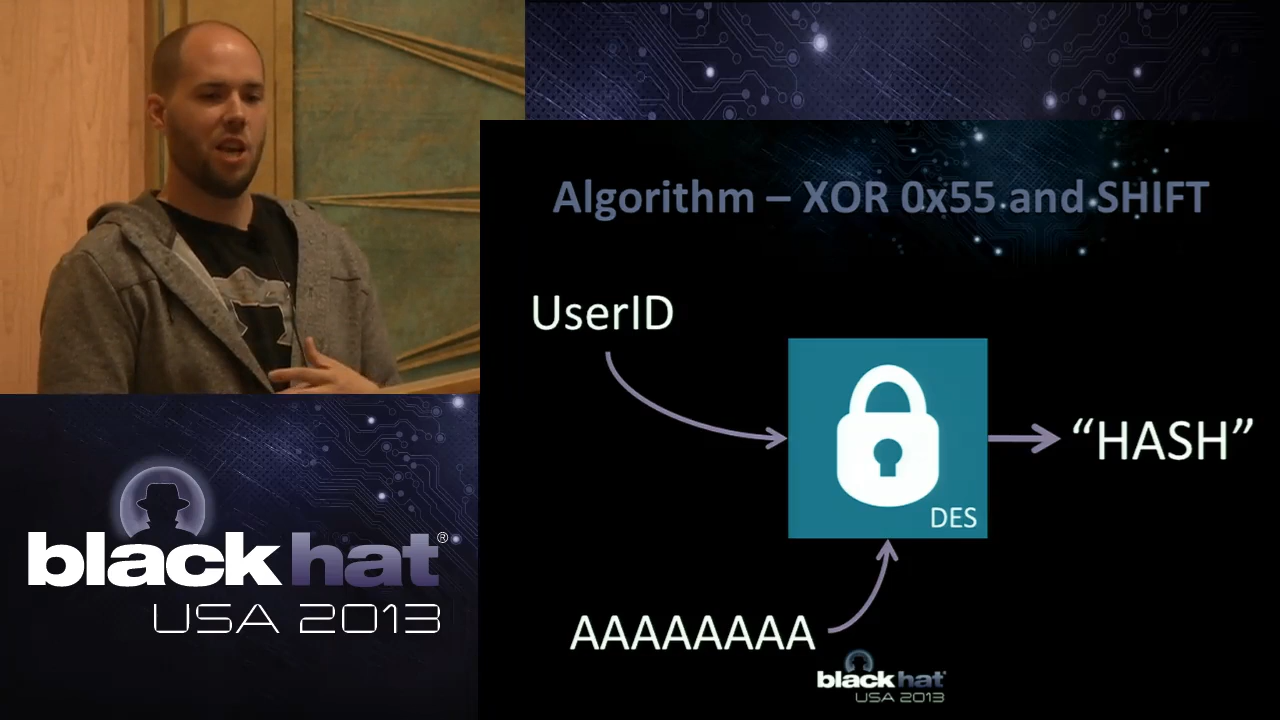 Algorithm – XOR 0x55 and SHIFT
UserID
“HASH”
DES
AAAAAAAA
black hat
USA 2013
black hat®
USA 2013